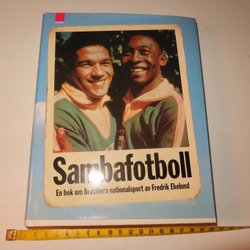 Sambafotboll
En bok om Brasiliens nationalsport av Fredrik Ekelund